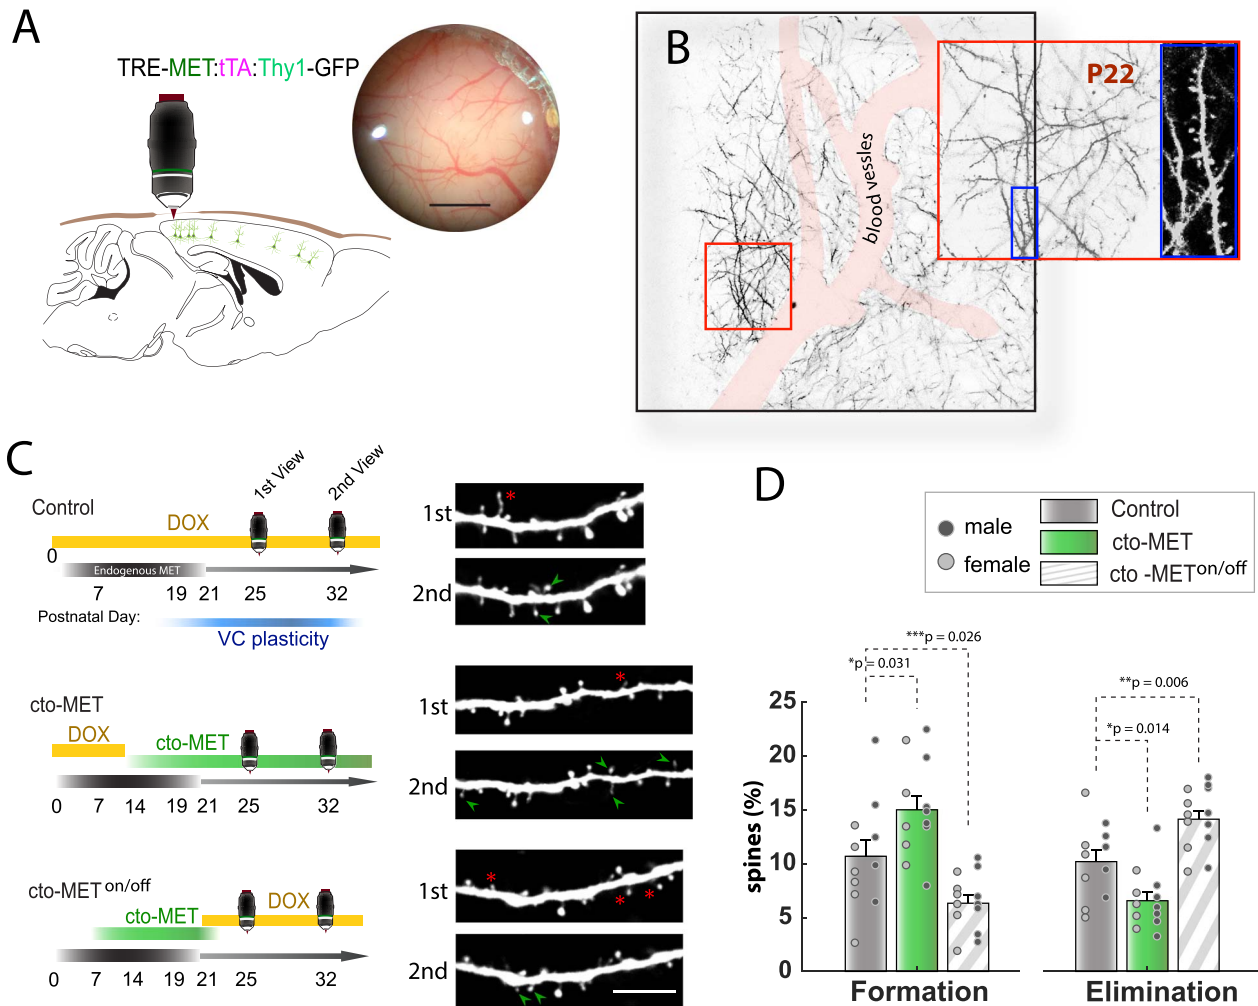 A
TRE-MET:tTA:Thy1-GFP
B
blood vessles
P22
C
Control
DOX
1st View
2nd View
0
Endogenous MET
7 19 21 25 32
Postnatal Day:
VC plasticity
1st
*
2nd
cto-MET
DOX
cto-MET
0 7 14 19 21 25 32
1st
*
2nd
cto-MET on/off
cto-MET
DOX
0 7 14 19 21 25 32
1st
* * *
2nd
D
male
female
Control
cto-MET
cto -MET on/off
***p = 0.026
*p = 0.031
**p = 0.006
*p = 0.014
spines (%)
25
20
15
10
5
0
Formation
Elimination